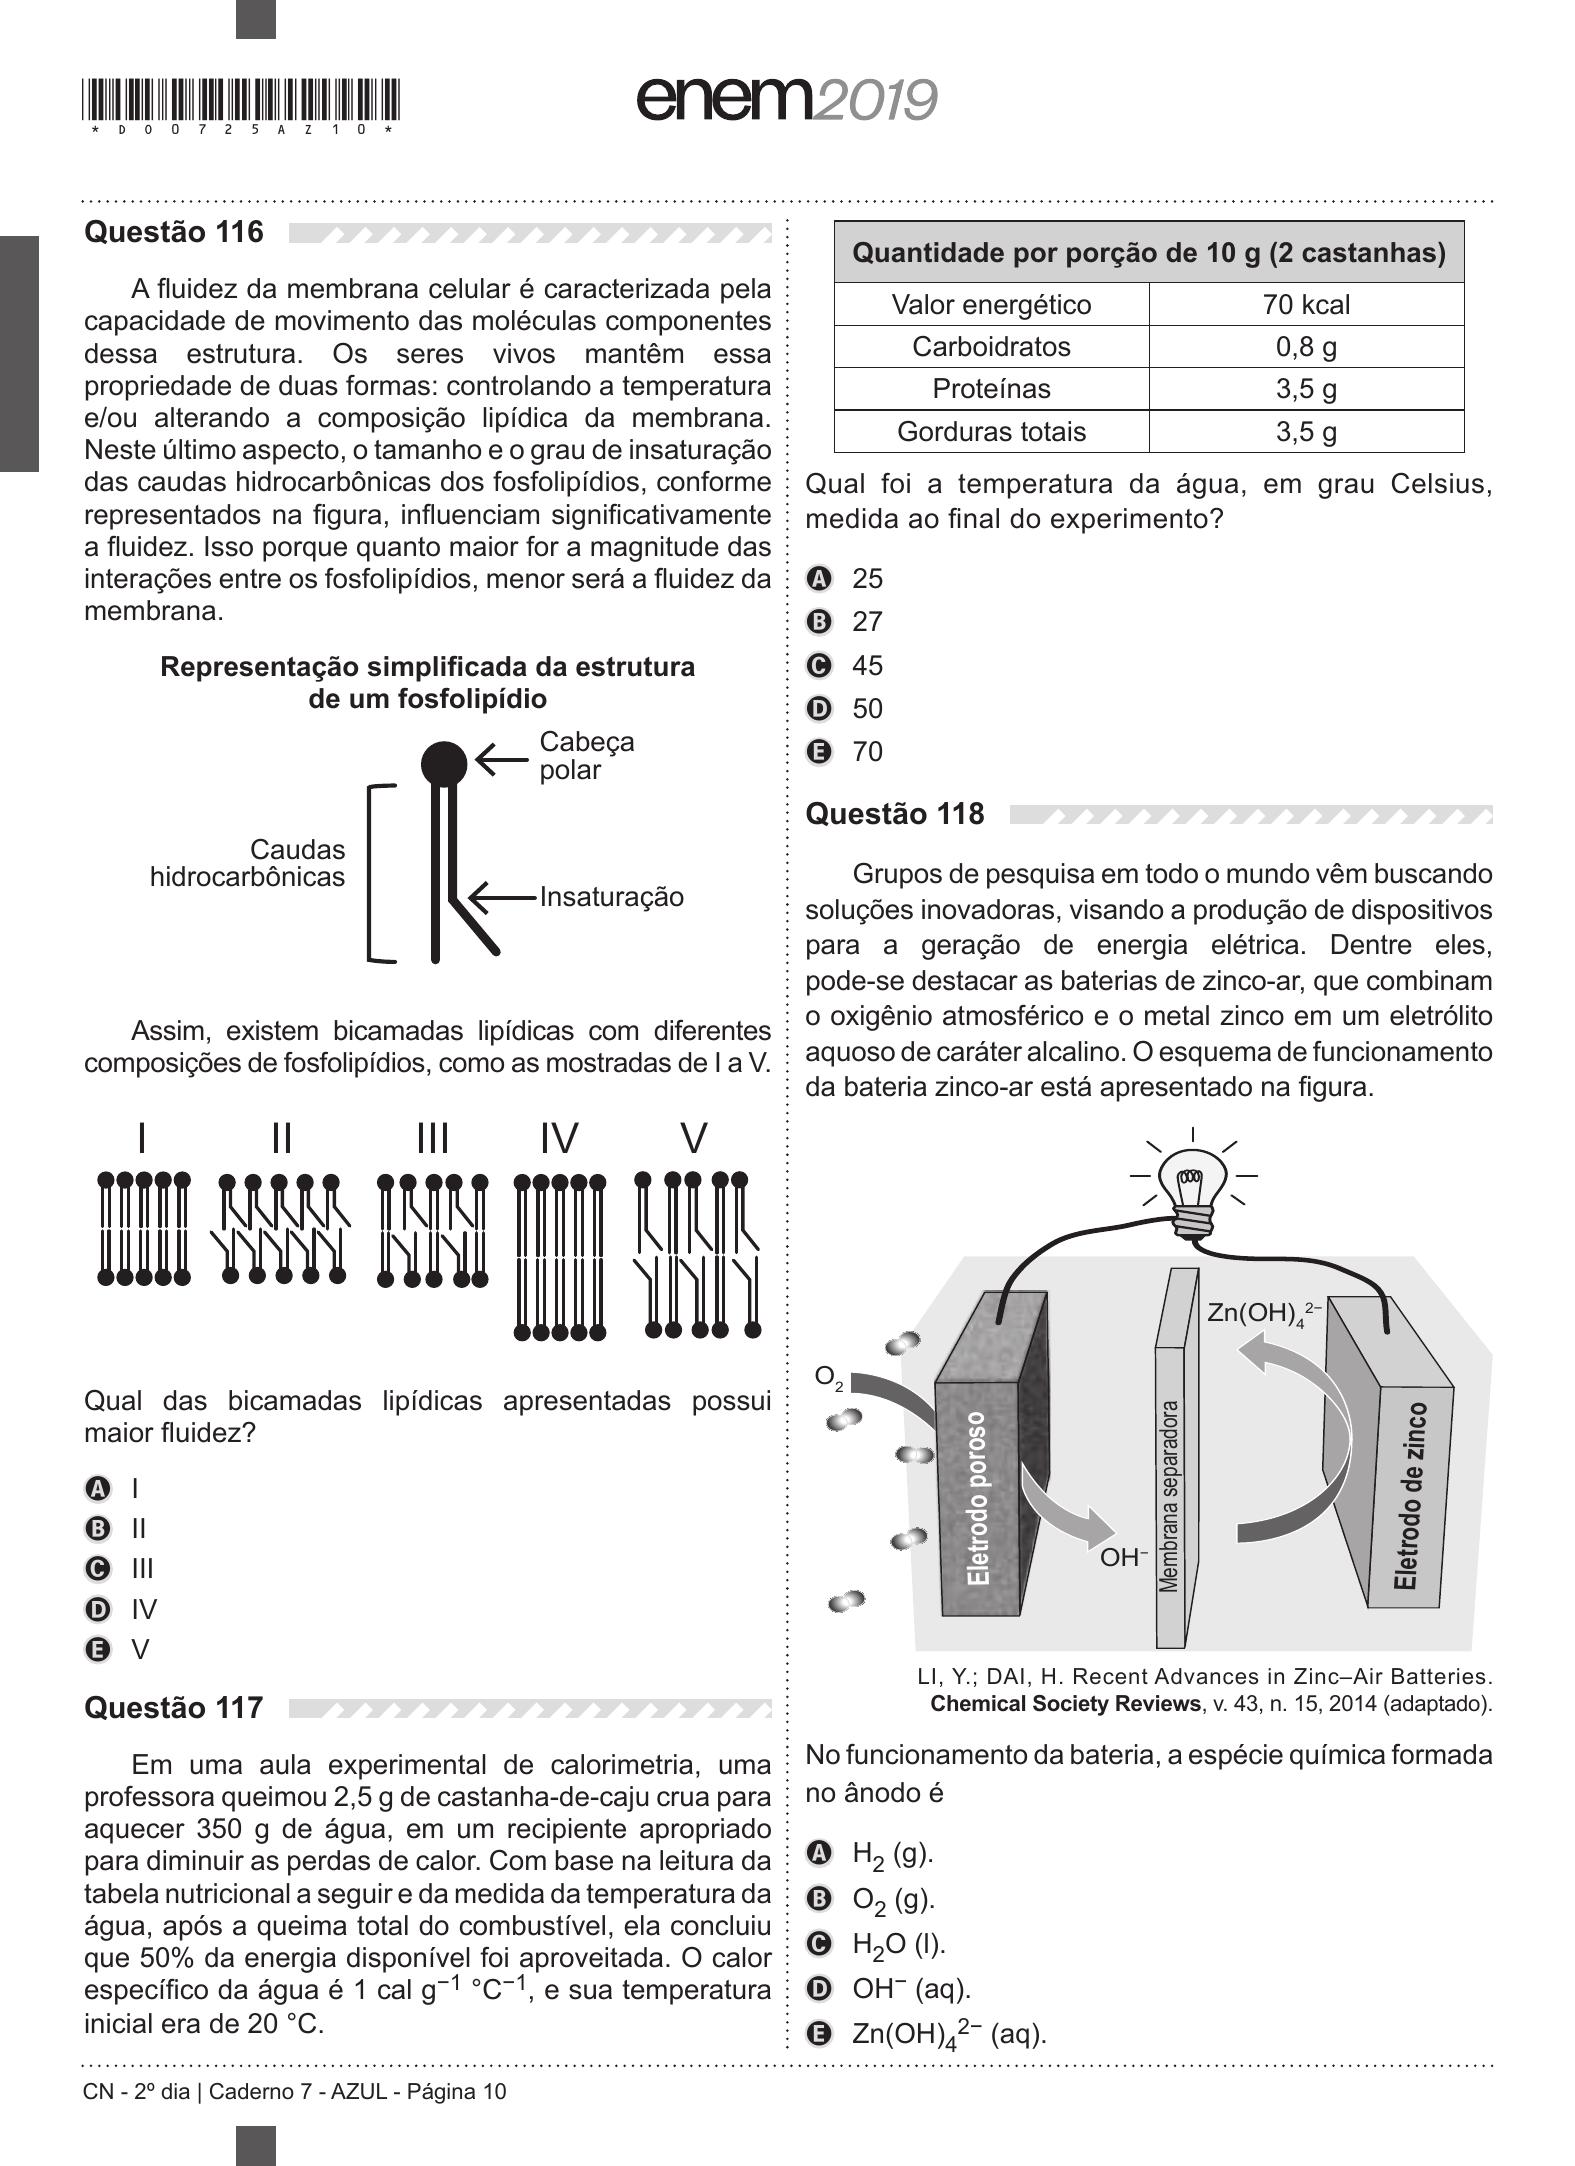 *D0725AZ10*
enem2019
Questão 116
A fluidez da membrana celular é caracterizada pela
capacidade de movimento das moléculas componentes
dessa estrutura. Os seres vivos mantêm essa
propriedade de duas formas: controlando a temperatura
e/ou alterando a composição lipídica da membrana.
Neste último aspecto, o tamanho e o grau de insaturação
das caudas hidrocarbônicas dos fosfolipídios, conforme
representados na figura, influenciam significativamente
a fluidez. Isso porque quanto maior for a magnitude das
interações entre os fosfolipídios, menor será a fluidez da
membrana.
Representação simplificada da estrutura
de um fosfolipídio
Cabeça
polar
Caudas
hidrocarbônicas
Insaturação
Assim, existem bicamadas lipídicas com diferentes
composições de fosfolipídios, como as mostradas de I a V.
I II III IV V
Qual das bicamadas lipídicas apresentadas possui
maior fluidez?
A I
B II
C III
D IV
E V
Questão 117
Em uma aula experimental de calorimetria, uma
professora queimou 2,5 g de castanha-de-caju crua para
aquecer 350 g de água, em um recipiente apropriado
para diminuir as perdas de calor. Com base na leitura da
tabela nutricional a seguir e da medida da temperatura da
água, após a queima total do combustível, ela concluiu
que 50% da energia disponível foi aproveitada. O calor
específico da água é 1 cal g⁻¹ °C⁻¹, e sua temperatura
inicial era de 20 °C.
Quantidade por porção de 10 g (2 castanhas)
Valor energético 70 kcal
Carboidratos 0,8 g
Proteínas 3,5 g
Gorduras totais 3,5 g
Qual foi a temperatura da água, em grau Celsius,
medida ao final do experimento?
A 25
B 27
C 45
D 50
E 70
Questão 118
Grupos de pesquisa em todo o mundo vêm buscando
soluções inovadoras, visando a produção de dispositivos
para a geração de energia elétrica. Dentre eles,
pode-se destacar as baterias de zinco-ar, que combinam
o oxigênio atmosférico e o metal zinco em um eletrólito
aquoso de caráter alcalino. O esquema de funcionamento
da bateria zinco-ar está apresentado na figura.
Zn(OH)₄²⁻
O₂
Eletrodo poroso
OH⁻
Membrana separadora
Eletrodo de zinco
LI, Y.; DAI, H. Recent Advances in Zinc–Air Batteries.
Chemical Society Reviews, v. 43, n. 15, 2014 (adaptado).
No funcionamento da bateria, a espécie química formada
no ânodo é
A H₂ (g).
B O₂ (g).
C H₂O (l).
D OH⁻ (aq).
E Zn(OH)₄²⁻ (aq).
CN - 2º dia | Caderno 7 - AZUL - Página 10